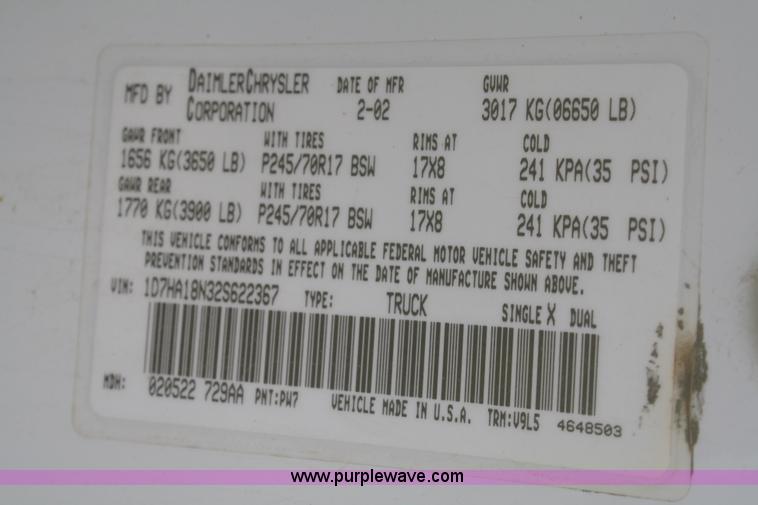 MFD BY DAIMLERCHRYSLER CORPORATION DATE OF MFR 2-02 GVWR 3017 KG(06650 LB)
GAWR FRONT WITH TIRES RIMS AT COLD
1656 KG(3650 LB) P245/70R17 BSW 17X8 241 KPA(35 PSI)
GAWR REAR WITH TIRES RIMS AT COLD
1770 KG(3900 LB) P245/70R17 BSW 17X8 241 KPA(35 PSI)
THIS VEHICLE CONFORMS TO ALL APPLICABLE FEDERAL MOTOR VEHICLE SAFETY AND THEFT
PREVENTION STANDARDS IN EFFECT ON THE DATE OF MANUFACTURE SHOWN ABOVE.
VIN: 1D7HA18N32S622367 TYPE: TRUCK SINGLE X DUAL
MDH: 020522 729AA PNT:PW7 VEHICLE MADE IN U.S.A. TRM:V9L5 4648503
www.purplewave.com